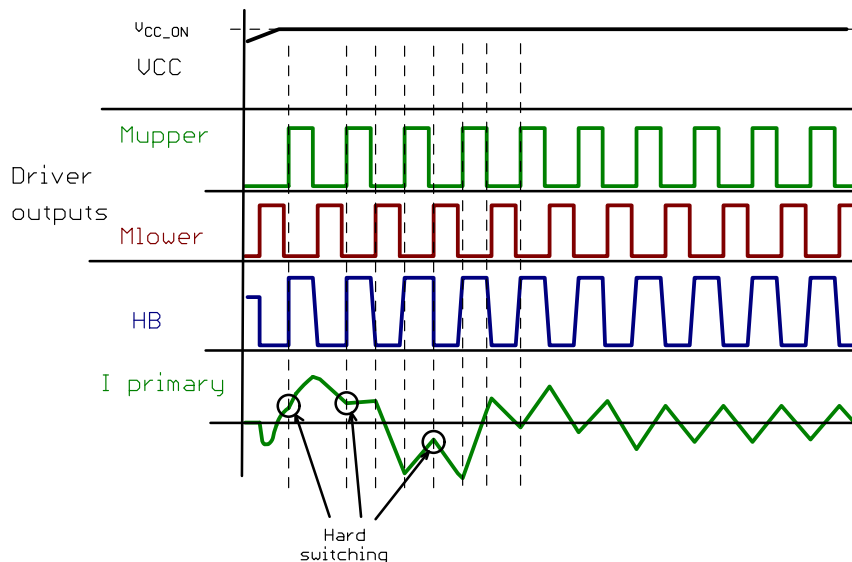 VCC_ON
VCC
Mupper
Driver
outputs
Mlower
HB
I primary
Hard
switching